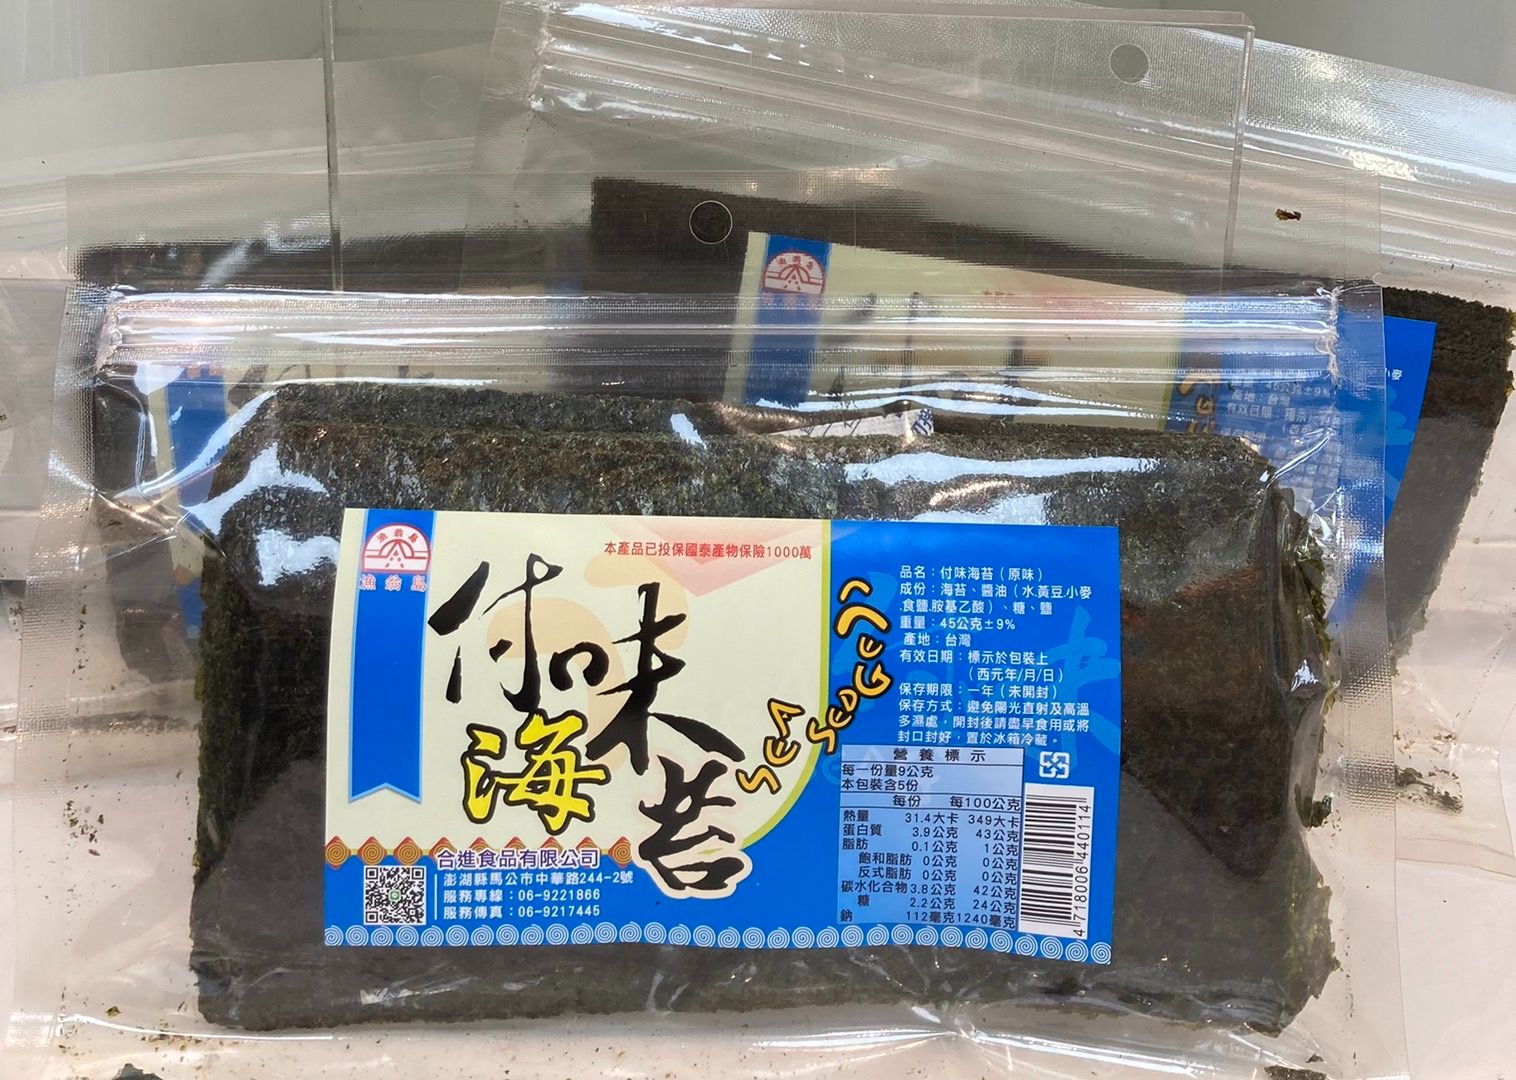 漁翁島
漁翁島
本產品已投保國泰產物保險1000萬
付味
海苔
SEA SEDGE
合進食品有限公司
澎湖縣馬公市中華路244-2號
服務專線：06-9221866
服務傳真：06-9217445
品名：付味海苔（原味）
成份：海苔、醬油（水.黃豆.小麥
.食鹽.胺基乙酸）、糖、鹽
重量：45公克±9%
產地：台灣
有效日期：標示於包裝上
（西元年/月/日）
保存期限：一年（未開封）
保存方式：避免陽光直射及高溫
多濕處，開封後請盡早食用或將
封口封好，置於冰箱冷藏。
營養標示
每一份量9公克
本包裝含5份
每份 每100公克
熱量 31.4大卡 349大卡
蛋白質 3.9公克 43公克
脂肪 0.1公克 1公克
飽和脂肪 0公克 0公克
反式脂肪 0公克 0公克
碳水化合物 3.8公克 42公克
糖 2.2公克 24公克
鈉 112毫克 1240毫克
4718006440114
小麥
產地：台灣